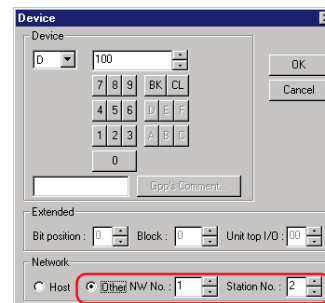 Device
Device
D 100 OK
7 8 9 BK CL Cancel
4 5 6 D E F
1 2 3 A B C
0
Gpp's Comment...
Extended
Bit position : 0 Block : 0 Unit top I/O : 00
Network
Host Other NW No. : 1 Station No. : 2